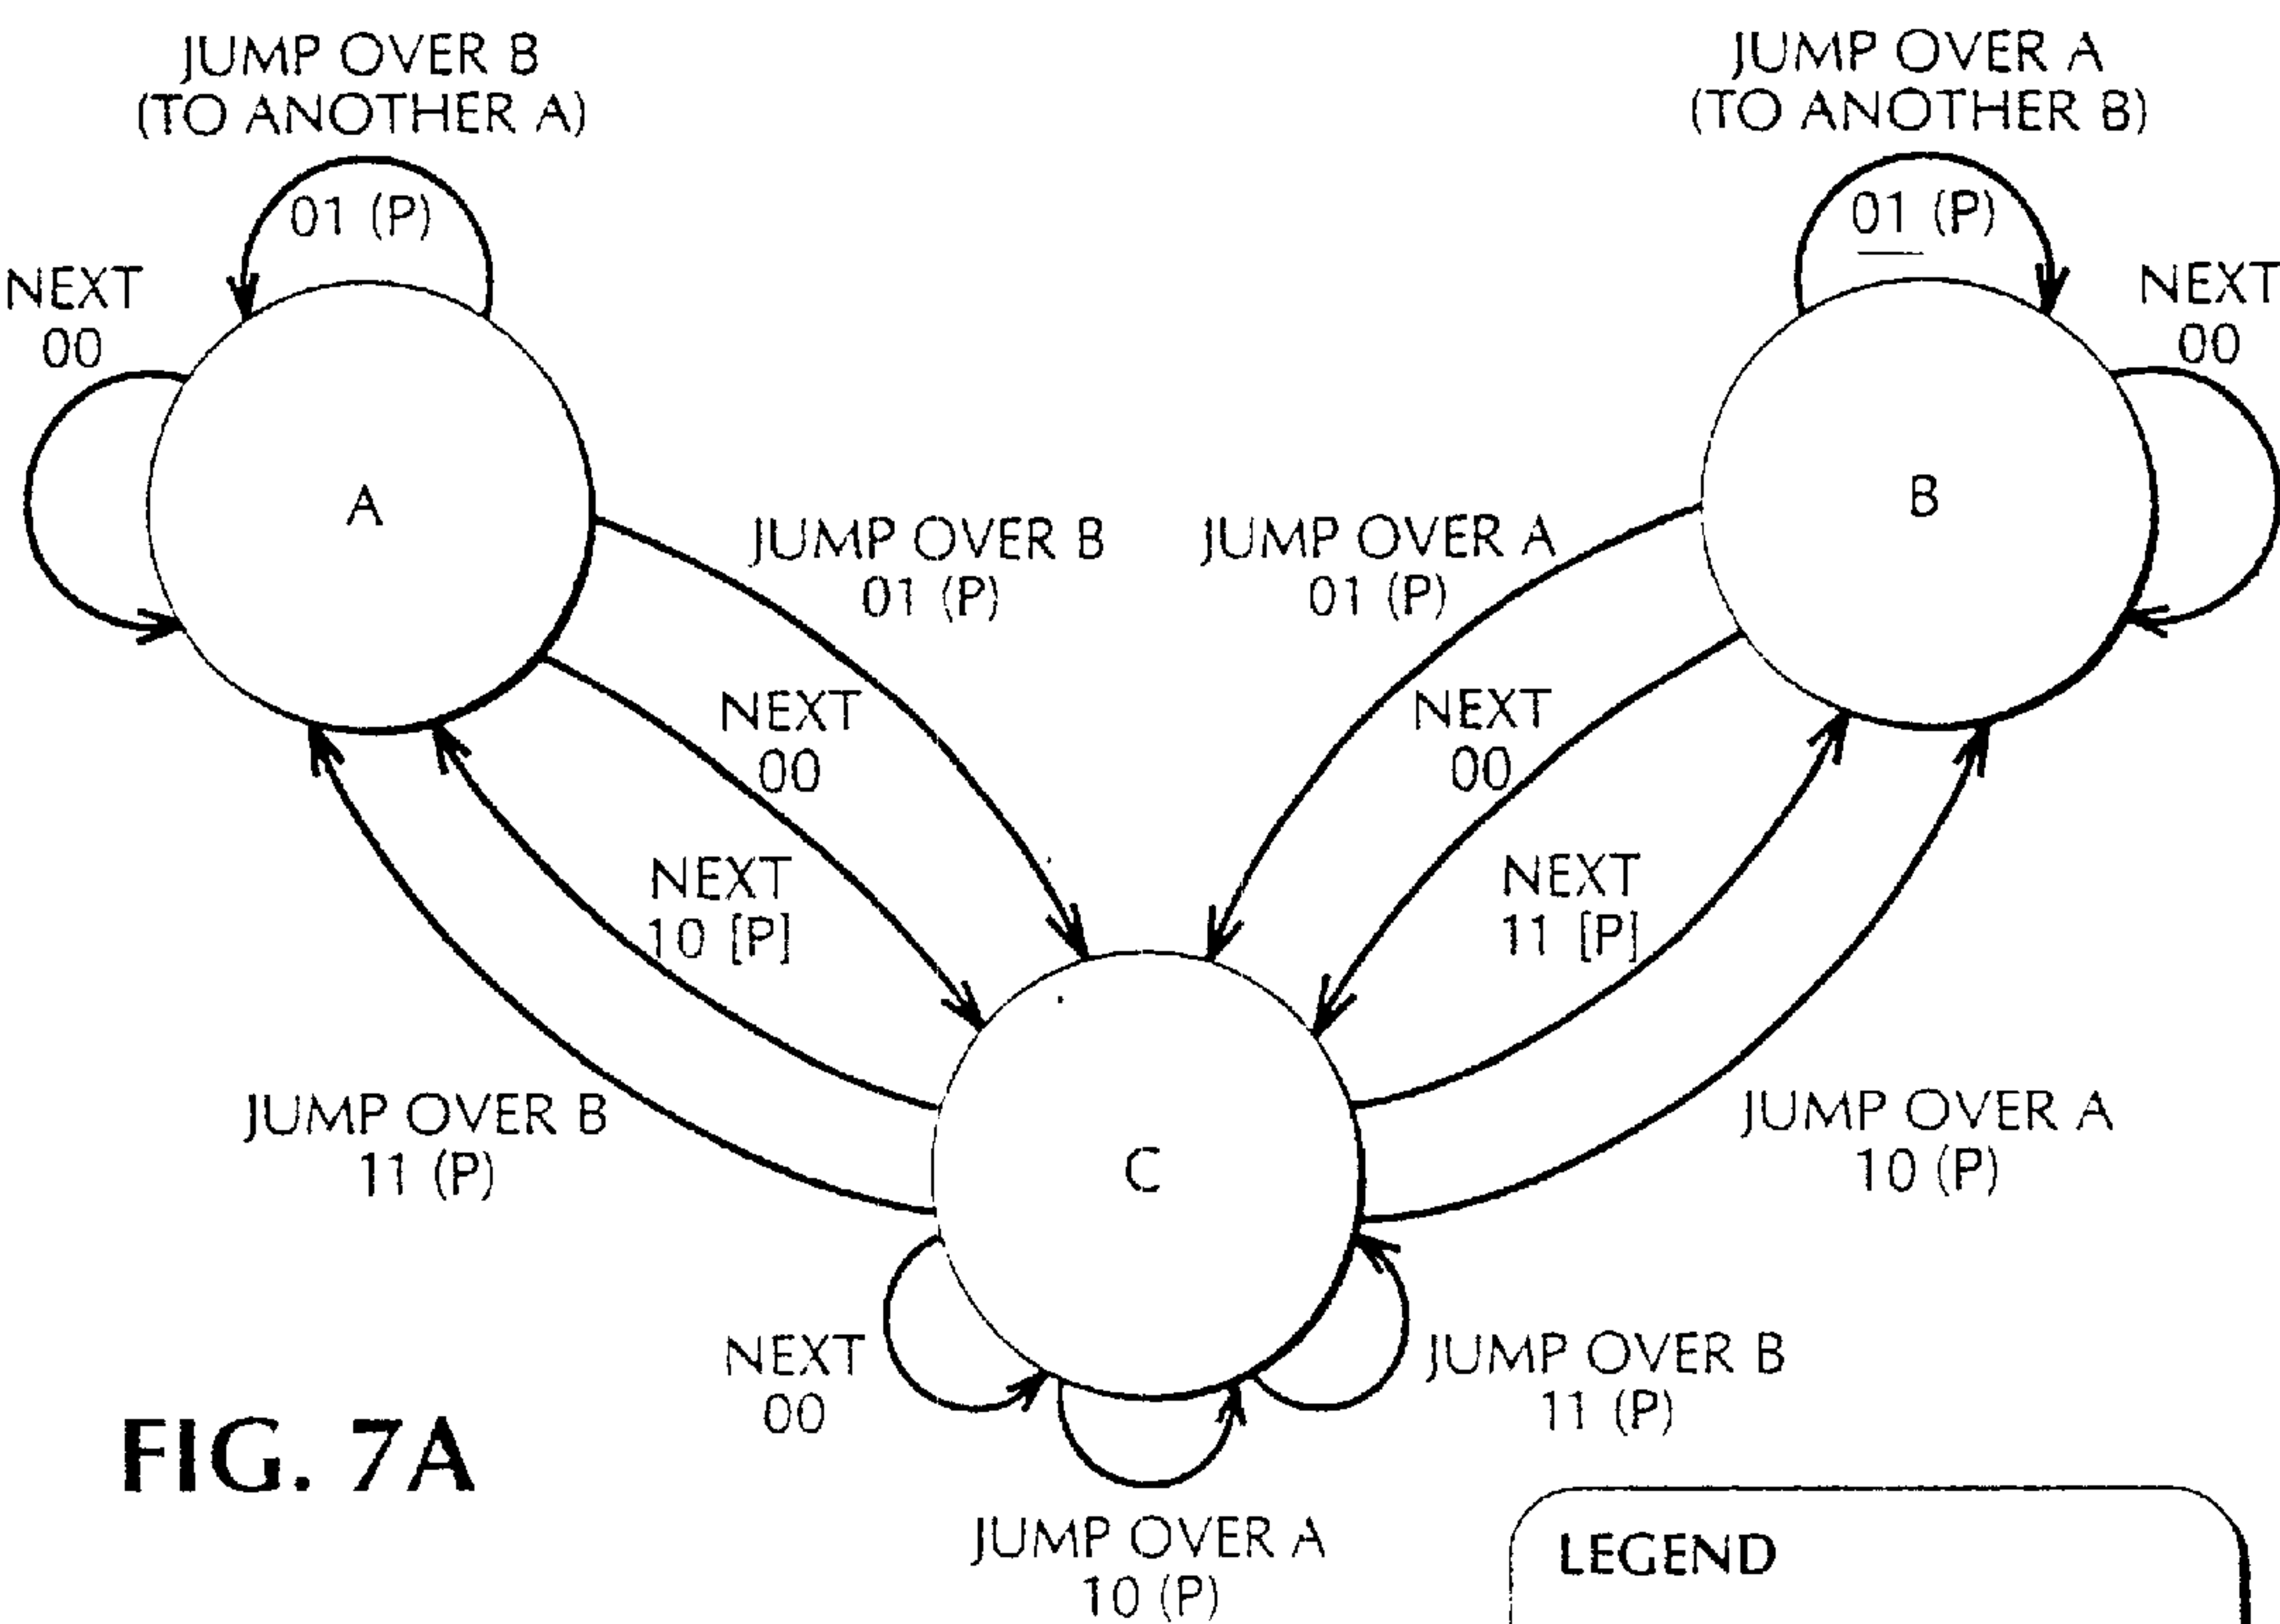 JUMP OVER B
(TO ANOTHER A)
01 (P)
NEXT
00
A
JUMP OVER A
(TO ANOTHER B)
01 (P)
NEXT
00
B
JUMP OVER B
01 (P)
JUMP OVER A
01 (P)
NEXT
00
NEXT
00
NEXT
10 [P]
NEXT
11 [P]
JUMP OVER B
11 (P)
C
JUMP OVER A
10 (P)
NEXT
00
JUMP OVER B
11 (P)
JUMP OVER A
10 (P)
FIG. 7A
LEGEND